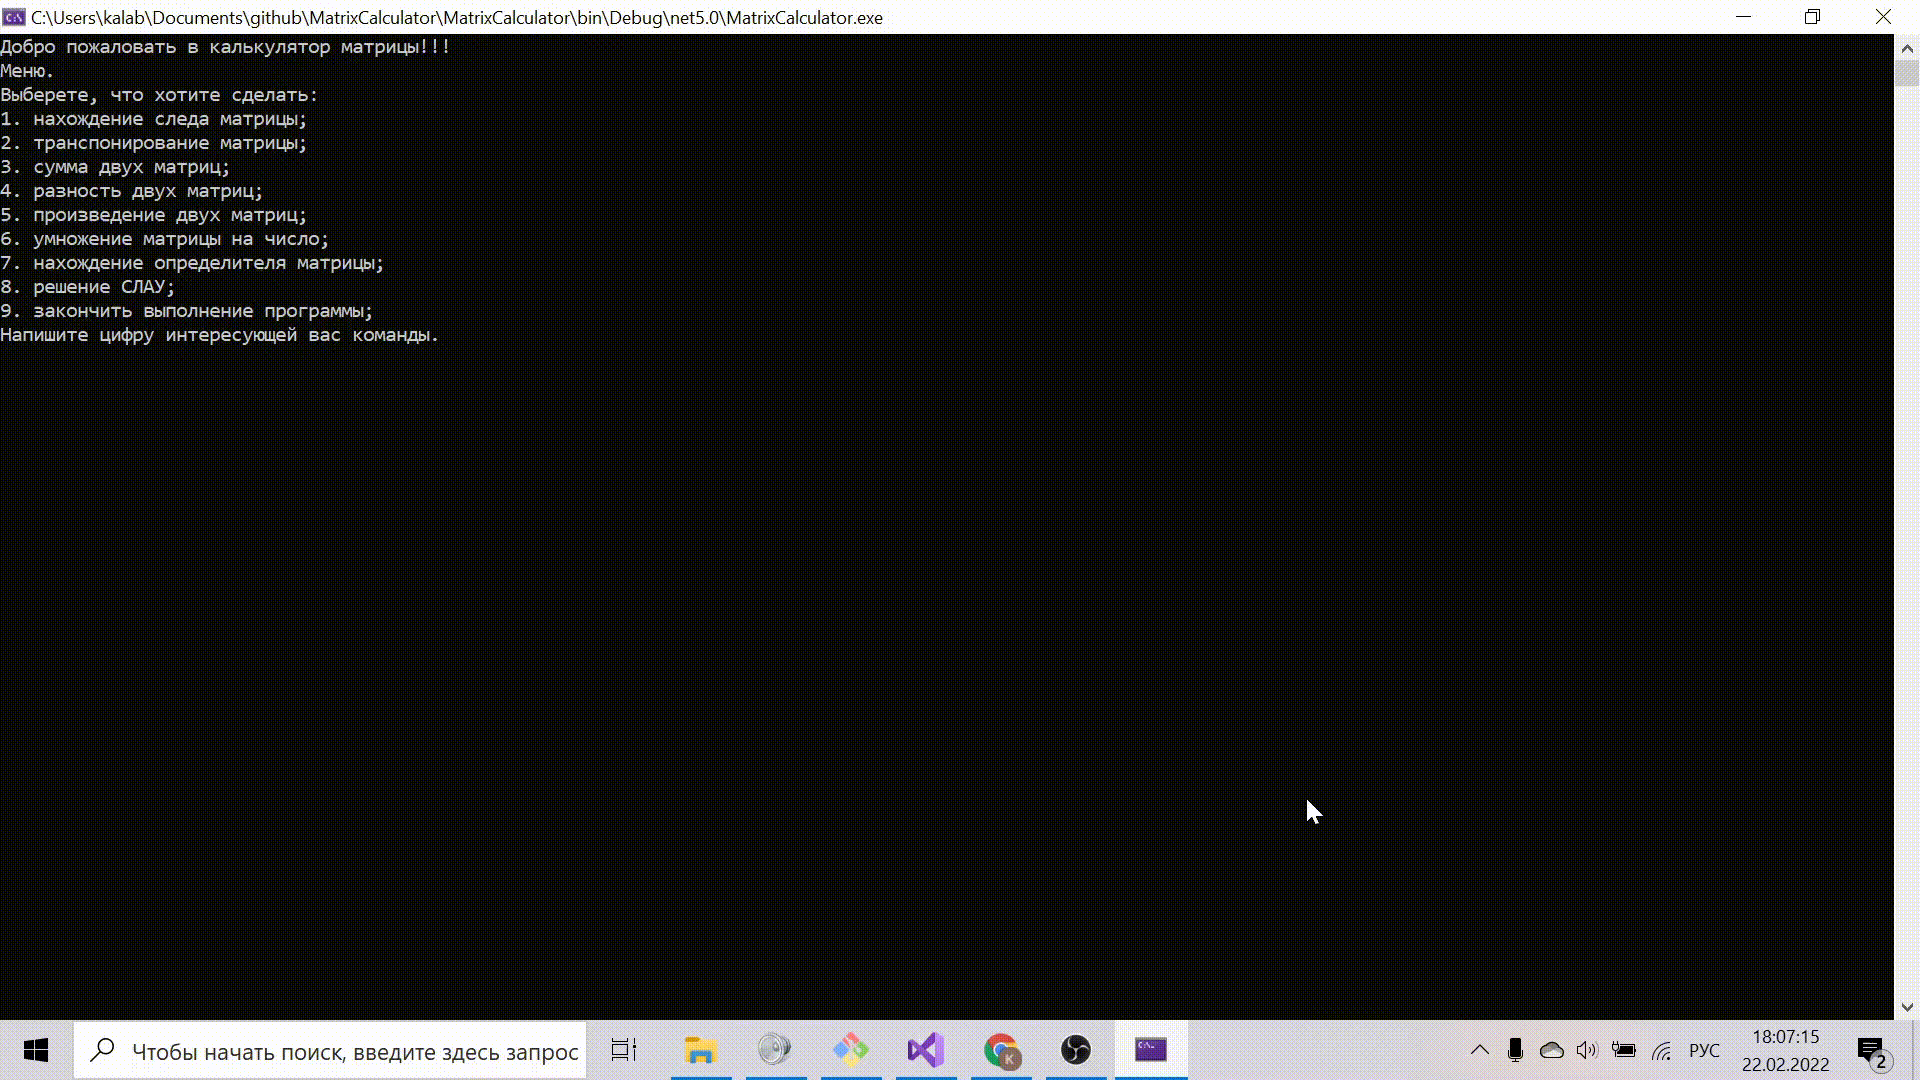 C:\Users\kalab\Documents\github\MatrixCalculator\MatrixCalculator\bin\Debug\net5.0\MatrixCalculator.exe
Добро пожаловать в калькулятор матрицы!!!
Меню.
Выберете, что хотите сделать:
1. нахождение следа матрицы;
2. транспонирование матрицы;
3. сумма двух матриц;
4. разность двух матриц;
5. произведение двух матриц;
6. умножение матрицы на число;
7. нахождение определителя матрицы;
8. решение СЛАУ;
9. закончить выполнение программы;
Напишите цифру интересующей вас команды.
Чтобы начать поиск, введите здесь запрос
K
C:\.
РУС
18:07:15
22.02.2022
2